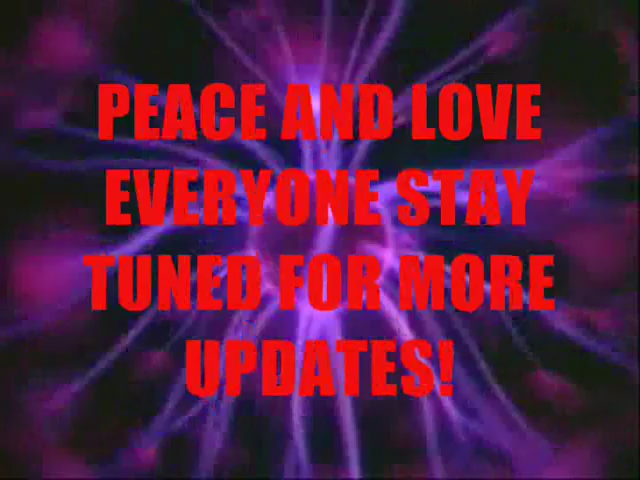 PEACE AND LOVE
EVERYONE STAY
TUNED FOR MORE
UPDATES!